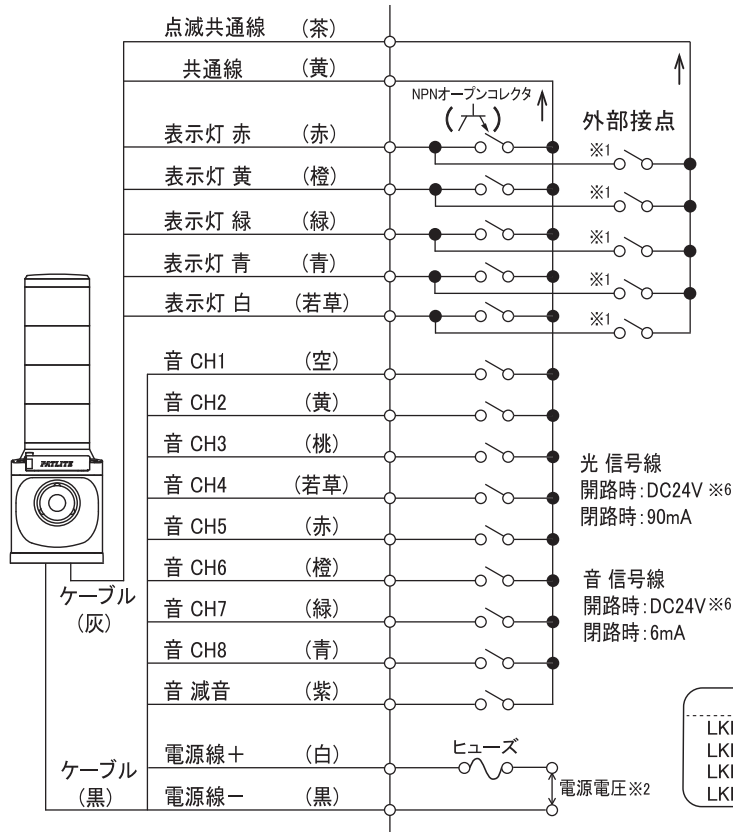 点滅共通線 (茶)
共通線 (黄)
NPNオープンコレクタ
外部接点
表示灯 赤 (赤)
※1
表示灯 黄 (橙)
※1
表示灯 緑 (緑)
※1
表示灯 青 (青)
※1
表示灯 白 (若草)
※1
音 CH1 (空)
音 CH2 (黄)
音 CH3 (桃)
音 CH4 (若草)
音 CH5 (赤)
音 CH6 (橙)
音 CH7 (緑)
音 CH8 (青)
音 減音 (紫)
光 信号線
開路時:DC24V ※6
閉路時:90mA
音 信号線
開路時:DC24V※6
閉路時:6mA
PATLITE
ケーブル
(灰)
ケーブル
(黒)
電源線+ (白)
電源線− (黒)
ヒューズ
電源電圧※2